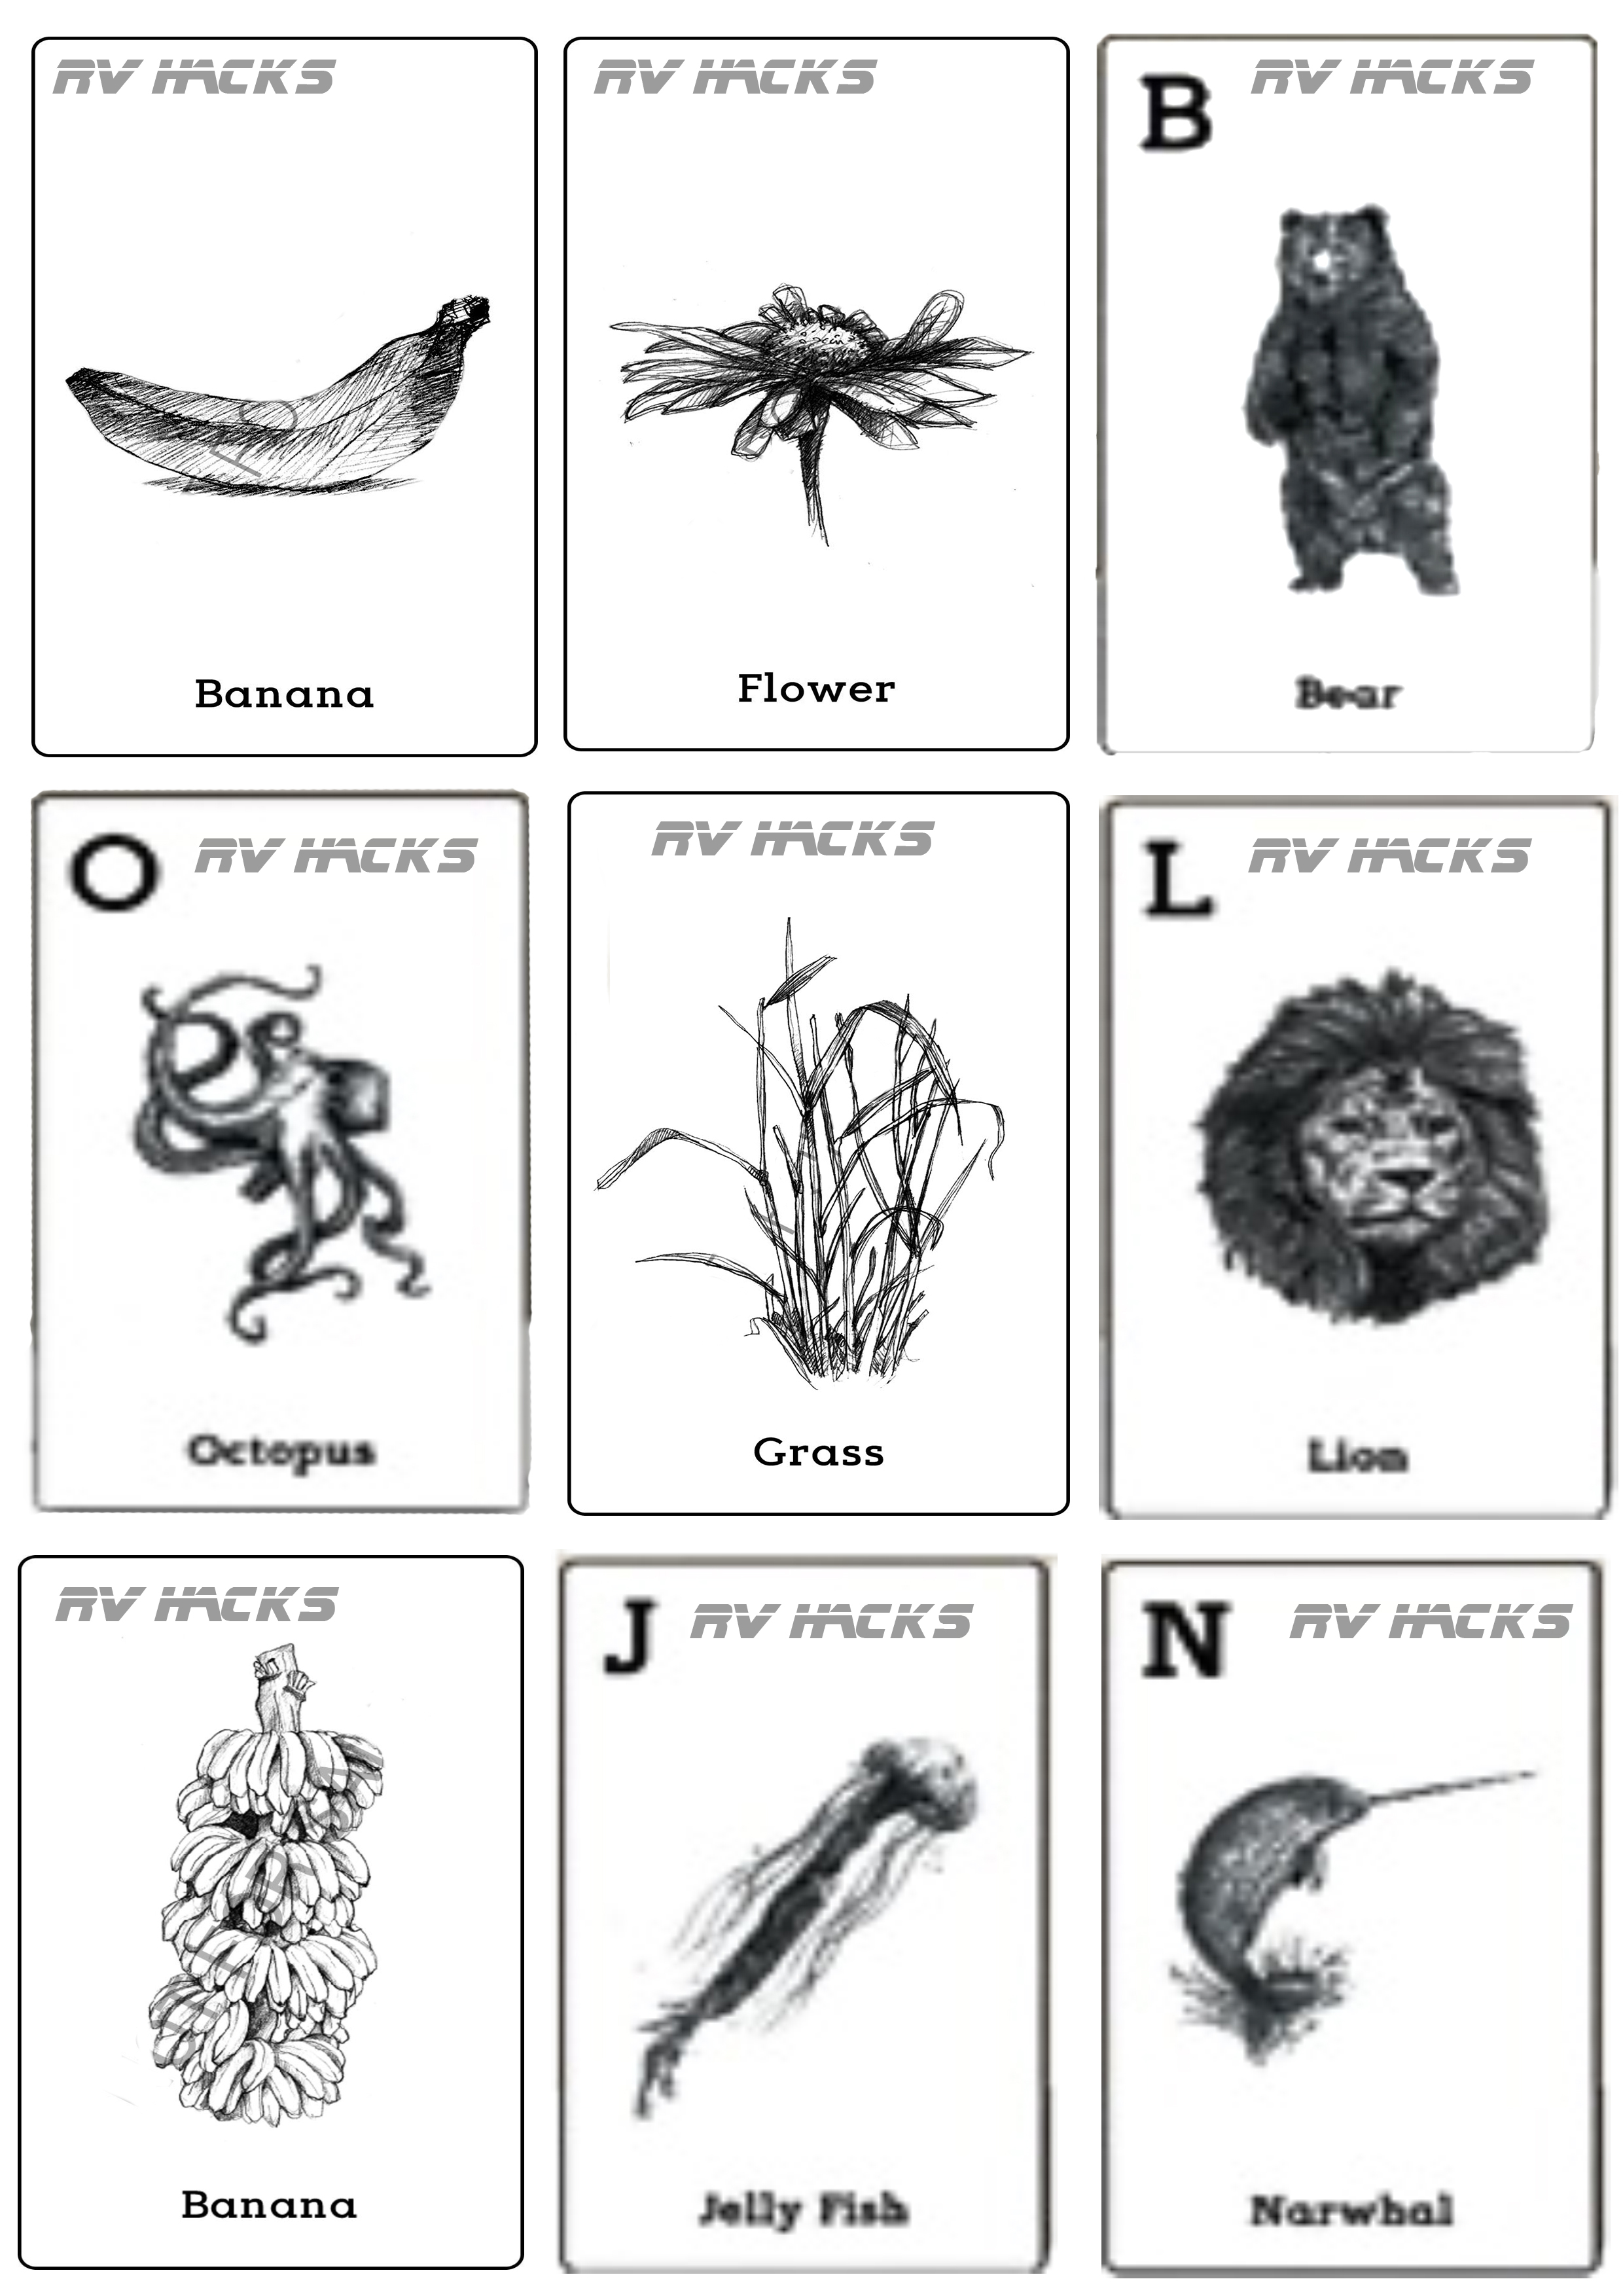 RV HACKS
Banana
RV HACKS
Flower
B RV HACKS
Bear
O RV HACKS
Octopus
RV HACKS
Grass
L RV HACKS
Lion
RV HACKS
Banana
J RV HACKS
Jelly Fish
N RV HACKS
Narwhal